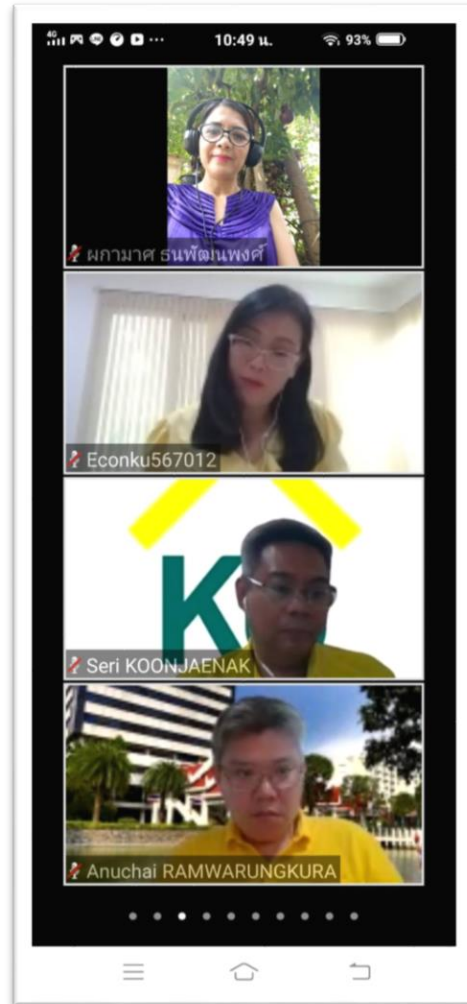 4G
10:49 น.
93%
ผกามาศ ธนพัฒนพงศ์
Econku567012
Seri KOONJAENAK
Anuchai RAMWARUNGKURA